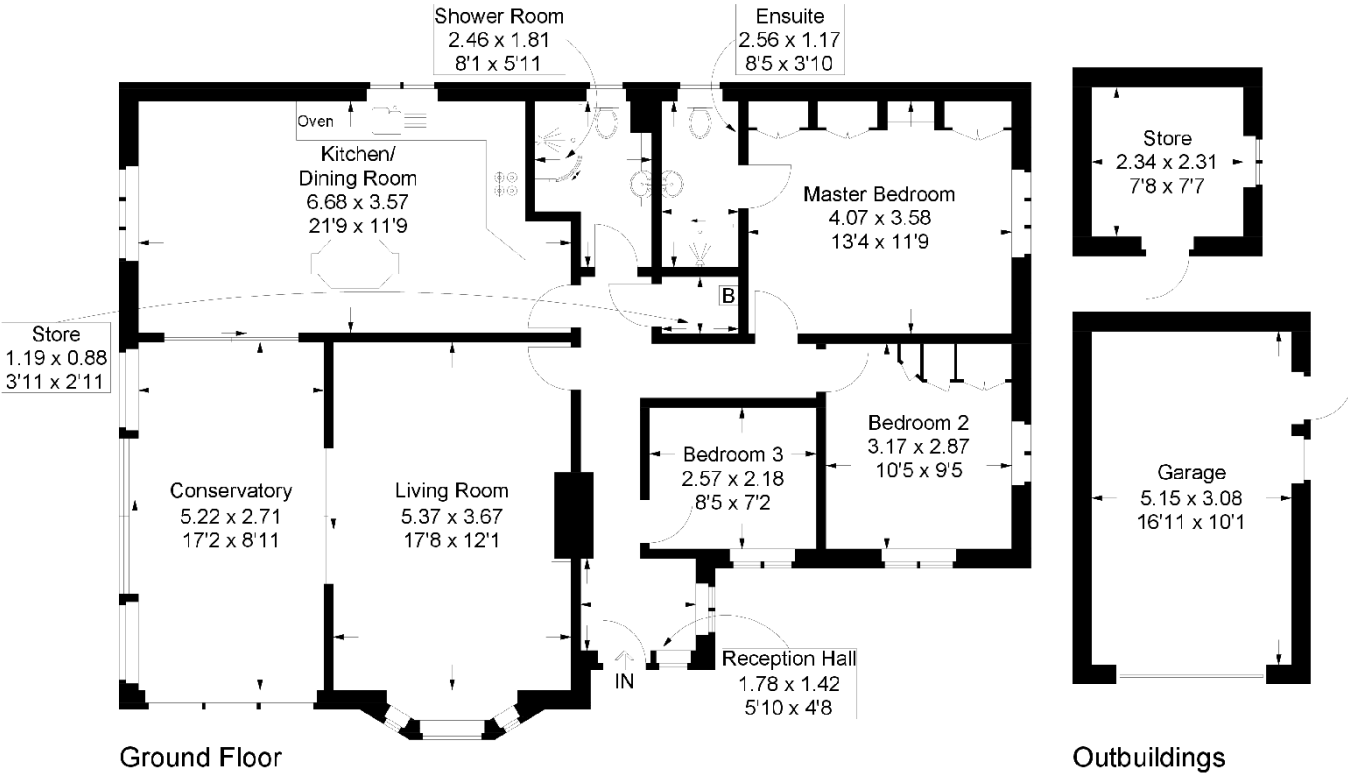 Shower Room
2.46 x 1.81
8'1 x 5'11
Ensuite
2.56 x 1.17
8'5 x 3'10
Oven
Kitchen/
Dining Room
6.68 x 3.57
21'9 x 11'9
Master Bedroom
4.07 x 3.58
13'4 x 11'9
Store
2.34 x 2.31
7'8 x 7'7
B
Store
1.19 x 0.88
3'11 x 2'11
Bedroom 2
3.17 x 2.87
10'5 x 9'5
Bedroom 3
2.57 x 2.18
8'5 x 7'2
Conservatory
5.22 x 2.71
17'2 x 8'11
Living Room
5.37 x 3.67
17'8 x 12'1
Garage
5.15 x 3.08
16'11 x 10'1
IN
Reception Hall
1.78 x 1.42
5'10 x 4'8
Ground Floor
Outbuildings